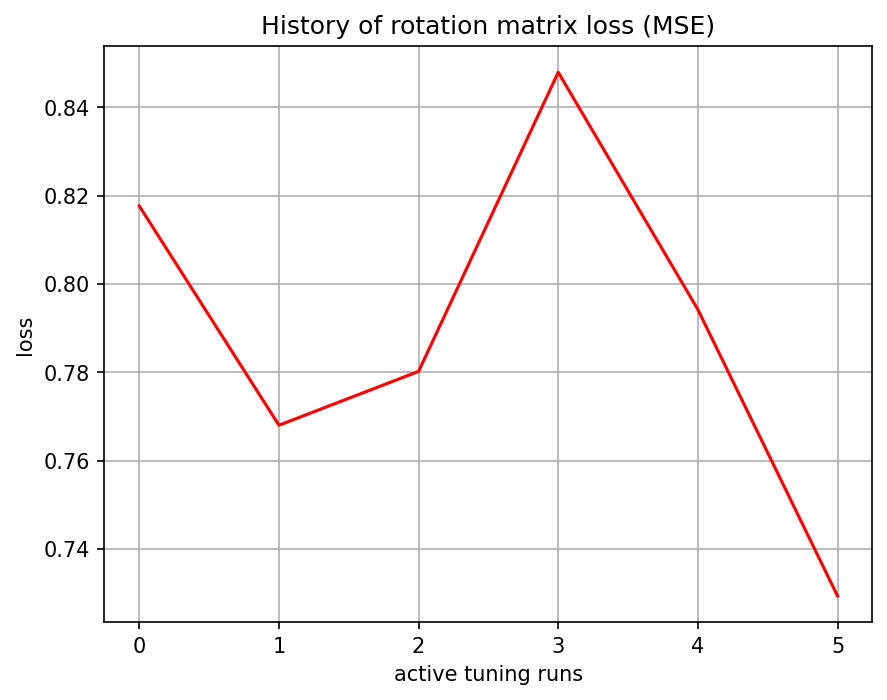 History of rotation matrix loss (MSE)
0.84
0.82
0.80
0.78
0.76
0.74
loss
0 1 2 3 4 5
active tuning runs